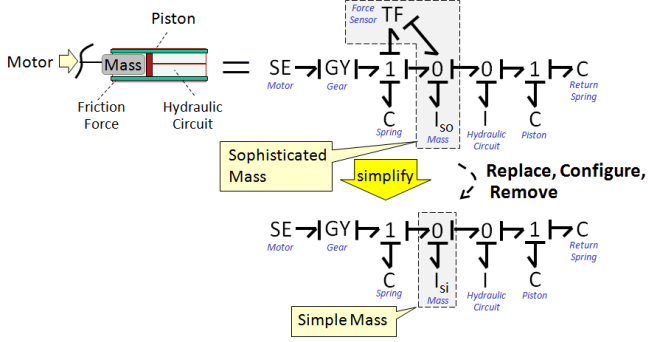 Piston
Motor
Mass
Friction
Force
Hydraulic
Circuit
=
Force
Sensor
TF
SE GY 1 0 0 1 C
Motor
Gear
Return
Spring
C
Iso
I
C
Spring
Mass
Hydraulic
Circuit
Piston
Sophisticated
Mass
simplify
Replace, Configure,
Remove
SE GY 1 0 0 1 C
Motor
Gear
Return
Spring
C
Isi
I
C
Spring
Mass
Hydraulic
Circuit
Piston
Simple Mass